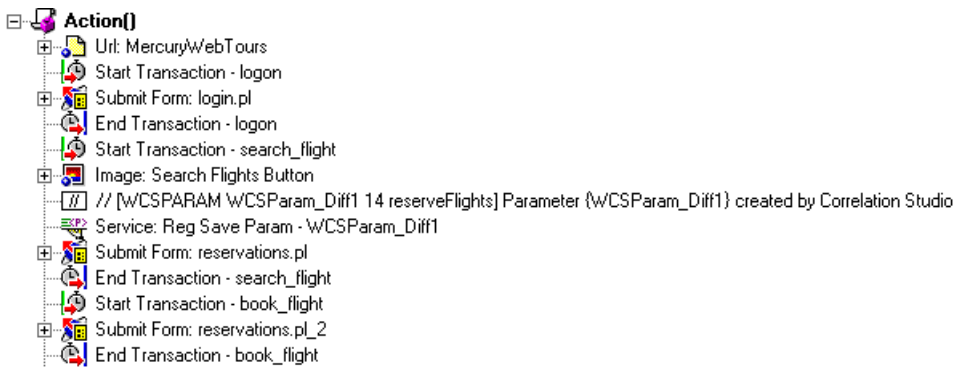 Action()
Url: MercuryWebTours
Start Transaction - logon
Submit Form: login.pl
End Transaction - logon
Start Transaction - search_flight
Image: Search Flights Button
// [WCSPARAM WCSParam_Diff1 14 reserveFlights] Parameter {WCSParam_Diff1} created by Correlation Studio
Service: Reg Save Param - WCSParam_Diff1
Submit Form: reservations.pl
End Transaction - search_flight
Start Transaction - book_flight
Submit Form: reservations.pl_2
End Transaction - book_flight